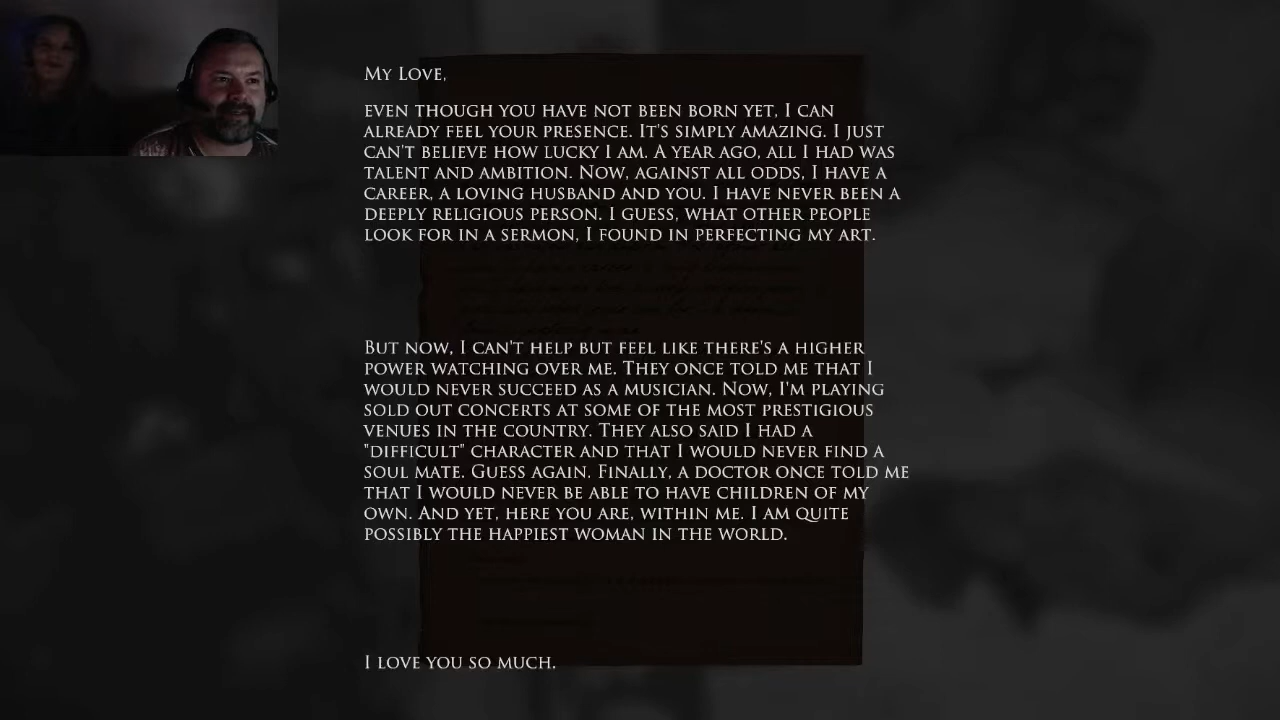 My Love,
even though you have not been born yet, I can
already feel your presence. It's simply amazing. I just
can't believe how lucky I am. A year ago, all I had was
talent and ambition. Now, against all odds, I have a
career, a loving husband and you. I have never been a
deeply religious person. I guess, what other people
look for in a sermon, I found in perfecting my art.
But now, I can't help but feel like there's a higher
power watching over me. They once told me that I
would never succeed as a musician. Now, I'm playing
sold out concerts at some of the most prestigious
venues in the country. They also said I had a
"difficult" character and that I would never find a
soul mate. Guess again. Finally, a doctor once told me
that I would never be able to have children of my
own. And yet, here you are, within me. I am quite
possibly the happiest woman in the world.
I love you so much.